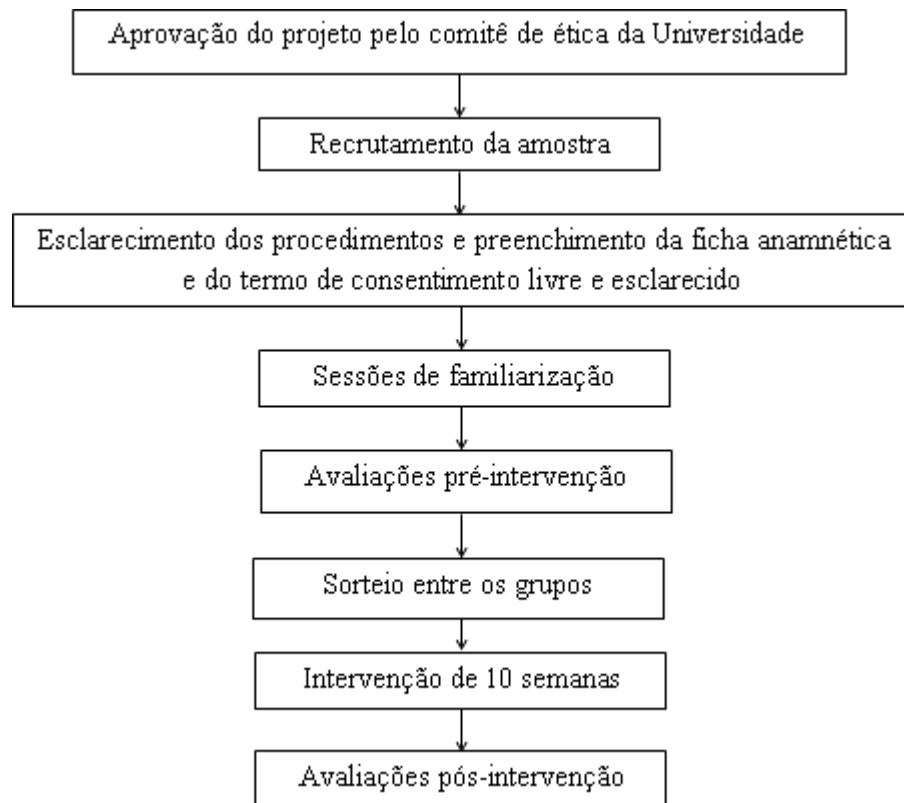 Aprovação do projeto pelo comitê de ética da Universidade
Recrutamento da amostra
Esclarecimento dos procedimentos e preenchimento da ficha anamnética
e do termo de consentimento livre e esclarecido
Sessões de familiarização
Avaliações pré-intervenção
Sorteio entre os grupos
Intervenção de 10 semanas
Avaliações pós-intervenção